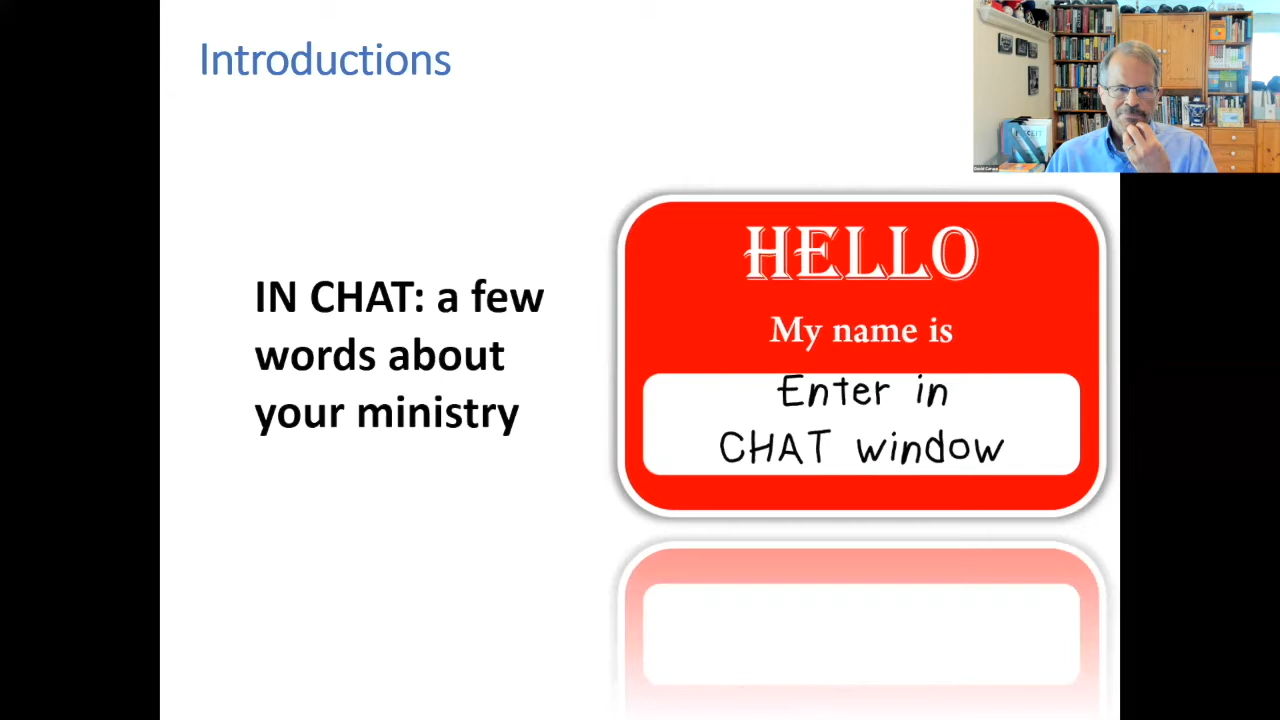 Introductions
IN CHAT: a few
words about
your ministry
HELLO
My name is
Enter in
CHAT window